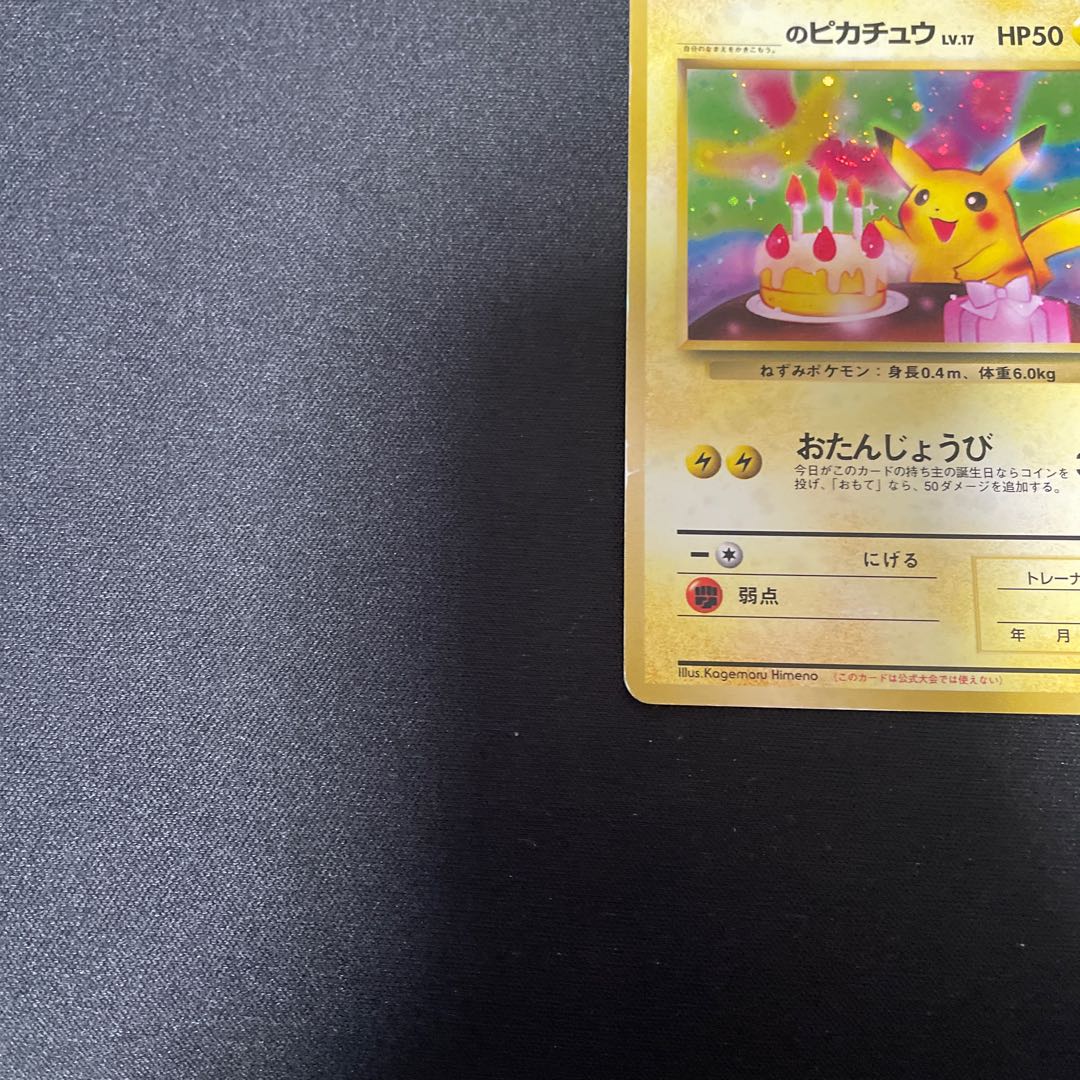 のピカチュウ LV.17 HP50
自分のなまえをかきこもう。
ねずみポケモン：身長0.4m、体重6.0kg
おたんじょうび
今日がこのカードの持ち主の誕生日ならコインを
投げ、「おもて」なら、50ダメージを追加する。
にげる
トレーナ
弱点
年 月
Illus.Kagemaru Himeno （このカードは公式大会では使えない）